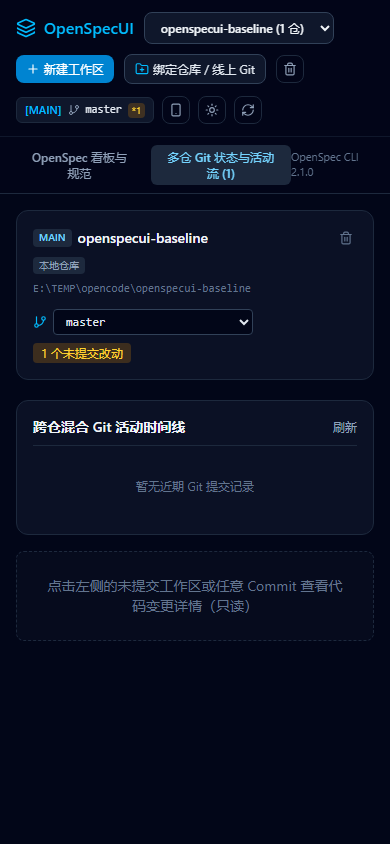 OpenSpecUI
openspecui-baseline (1 仓)
新建工作区
绑定仓库 / 线上 Git
[MAIN] master *1
OpenSpec 看板与
规范
多仓 Git 状态与活动
流 (1)
OpenSpec CLI
2.1.0
MAIN openspecui-baseline
本地仓库
E:\TEMP\opencode\openspecui-baseline
master
1 个未提交改动
跨仓混合 Git 活动时间线
刷新
暂无近期 Git 提交记录
点击左侧的未提交工作区或任意 Commit 查看代
码变更详情（只读）